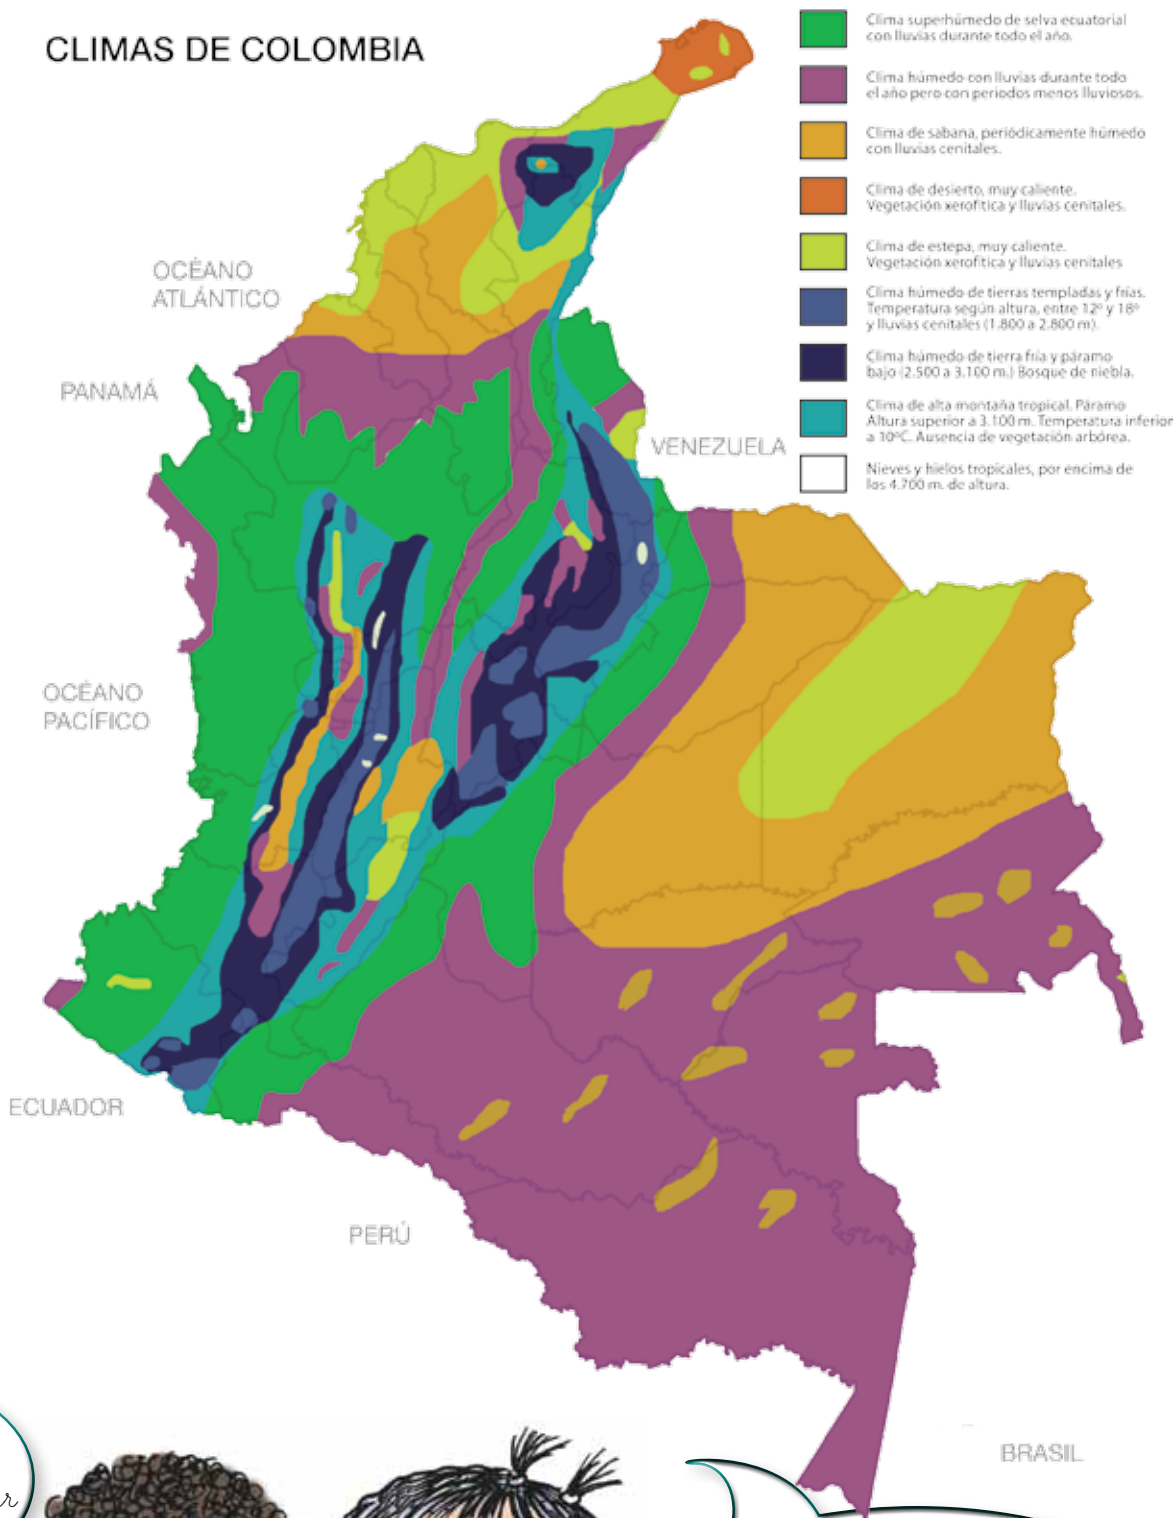 CLIMAS DE COLOMBIA
Clima superhúmedo de selva ecuatorial
con lluvias durante todo el año.
Clima húmedo con lluvias durante todo
el año pero con periodos menos lluviosos.
Clima de sabana, periódicamente húmedo
con lluvias cenitales.
Clima de desierto, muy caliente.
Vegetación xerofítica y lluvias cenitales.
Clima de estepa, muy caliente.
Vegetación xerofítica y lluvias cenitales
Clima húmedo de tierras templadas y frías.
Temperatura según altura, entre 12º y 18º
y lluvias cenitales (1.800 a 2.800 m).
Clima húmedo de tierra fría y páramo
bajo (2.500 a 3.100 m.) Bosque de niebla.
Clima de alta montaña tropical. Páramo
Altura superior a 3.100 m. Temperatura inferior
a 10ºC. Ausencia de vegetación arbórea.
Nieves y hielos tropicales, por encima de
los 4.700 m. de altura.
OCÉANO
ATLÁNTICO
PANAMÁ
VENEZUELA
OCÉANO
PACÍFICO
ECUADOR
PERÚ
BRASIL